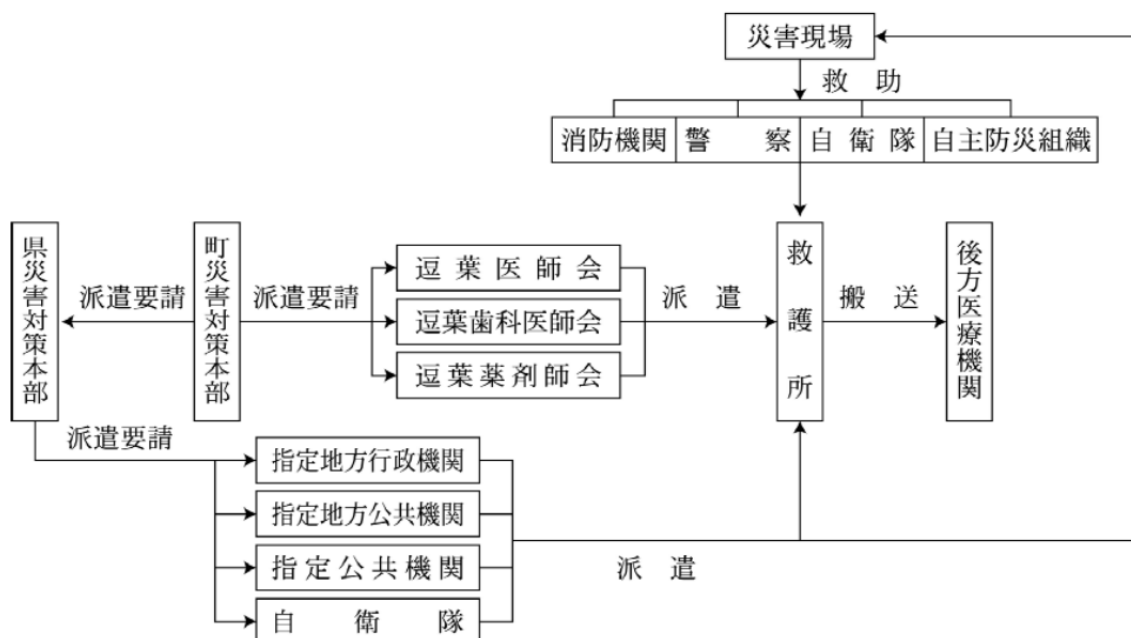 災害現場
救助
消防機関
警察
自衛隊
自主防災組織
県災害対策本部
派遣要請
町災害対策本部
派遣要請
逗葉医師会
逗葉歯科医師会
逗葉薬剤師会
派遣
救護所
搬送
後方医療機関
派遣要請
指定地方行政機関
指定地方公共機関
指定公共機関
自衛隊
派遣